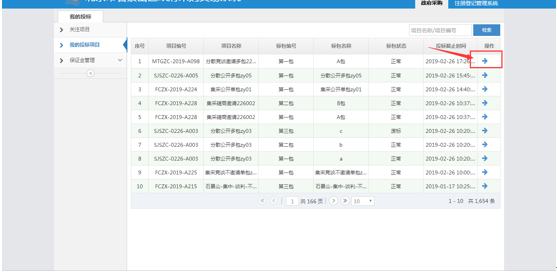 政府采购 注册登记管理系统
我的投标
关注项目
我的投标项目
保证金管理
项目名称/项目编号 检索
序号 项目编号 项目名称 标包编号 标包名称 标包状态 投标截止时间 操作
1 MTGZC-2019-A098 分散竞谈邀请多包22... 第一包 A包 正常 2019-02-26 17:20:...
2 SJSZC-0226-A005 分散公开多包zy05 第一包 分散公开多包zy05 正常 2019-02-26 15:45:...
3 FCZX-2019-A224 集采公开单包zy01 第一包 集采公开单包zy01 正常 2019-02-26 14:40:...
4 FCZX-2019-A228 集采磋商邀请226002 第二包 B包 正常 2019-02-26 10:37:...
5 FCZX-2019-A228 集采磋商邀请226002 第一包 A包 正常 2019-02-26 10:37:...
6 SJSZC-0226-A003 分散公开多包zy03 第三包 c 废标 2019-02-26 10:20:...
7 SJSZC-0226-A003 分散公开多包zy03 第二包 b 正常 2019-02-26 10:20:...
8 SJSZC-0226-A003 分散公开多包zy03 第一包 a 正常 2019-02-26 10:20:...
9 FCZX-2019-A225 集采竞谈不邀请单包z... 第一包 集采竞谈不邀请单包z... 正常 2019-02-26 10:00:...
10 FCZX-2019-A215 石景山-集中-谈判-不... 第三包 石景山-集中-谈判-不... 正常 2019-01-17 10:25:...
1 共 166 页 10 1 - 10 共 1,654 条